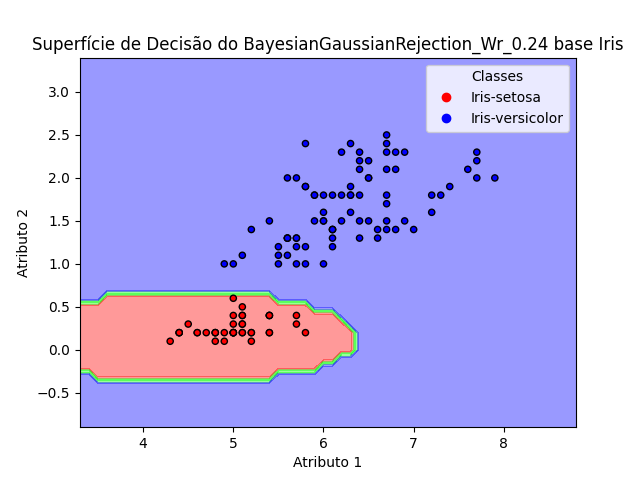 Superfície de Decisão do BayesianGaussianRejection_Wr_0.24 base Iris
Classes
Iris-setosa
Iris-versicolor
Atributo 2
3.0
2.5
2.0
1.5
1.0
0.5
0.0
−0.5
4 5 6 7 8
Atributo 1